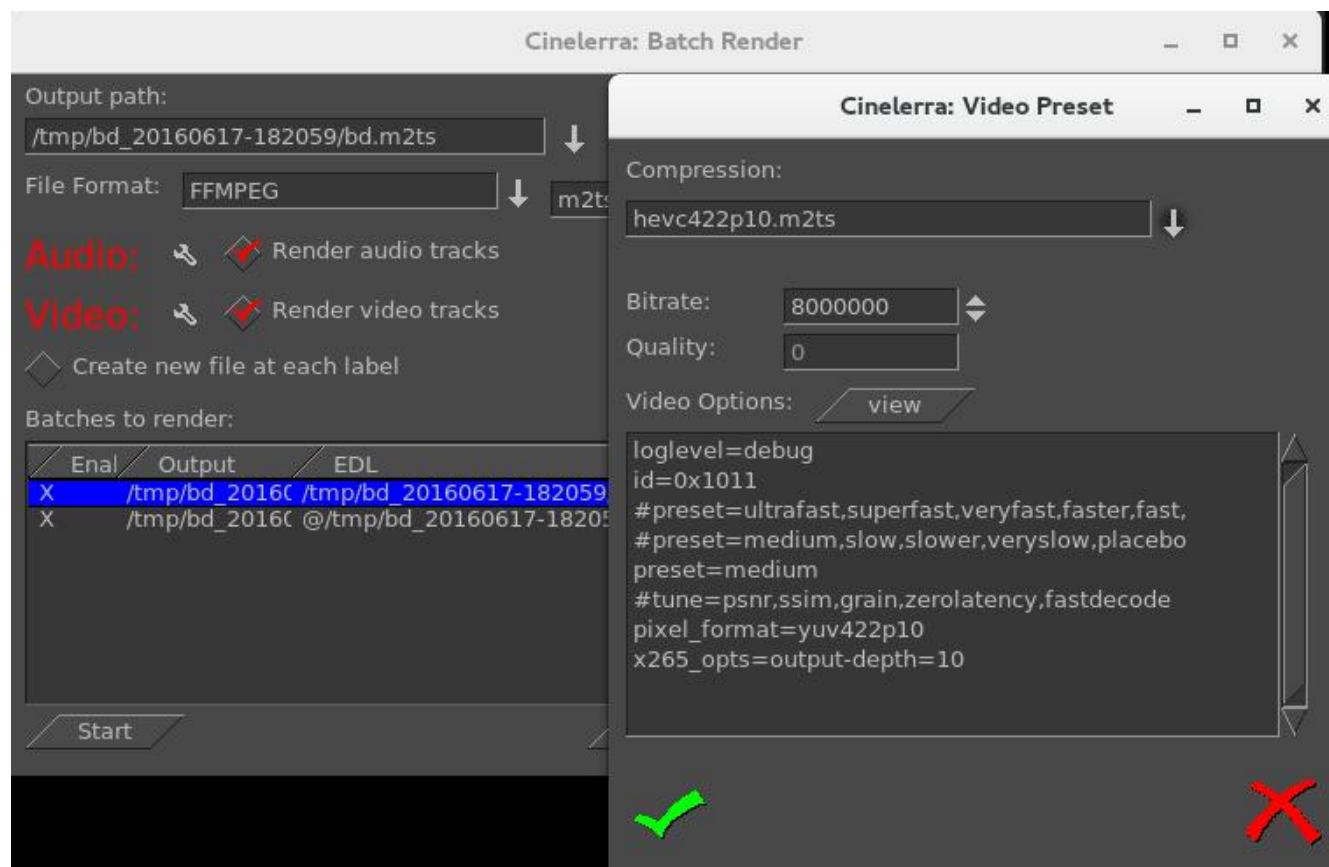 Cinelerra: Batch Render
Output path:
/tmp/bd_20160617-182059/bd.m2ts
File Format: FFMPEG m2ts
Audio: Render audio tracks
Video: Render video tracks
Create new file at each label
Batches to render:
Enal Output EDL
X /tmp/bd_2016( /tmp/bd_20160617-182059
X /tmp/bd_2016( @/tmp/bd_20160617-18205
Start
Cinelerra: Video Preset
Compression:
hevc422p10.m2ts
Bitrate: 8000000
Quality: 0
Video Options: view
loglevel=debug
id=0x1011
#preset=ultrafast,superfast,veryfast,faster,fast,
#preset=medium,slow,slower,veryslow,placebo
preset=medium
#tune=psnr,ssim,grain,zerolatency,fastdecode
pixel_format=yuv422p10
x265_opts=output-depth=10